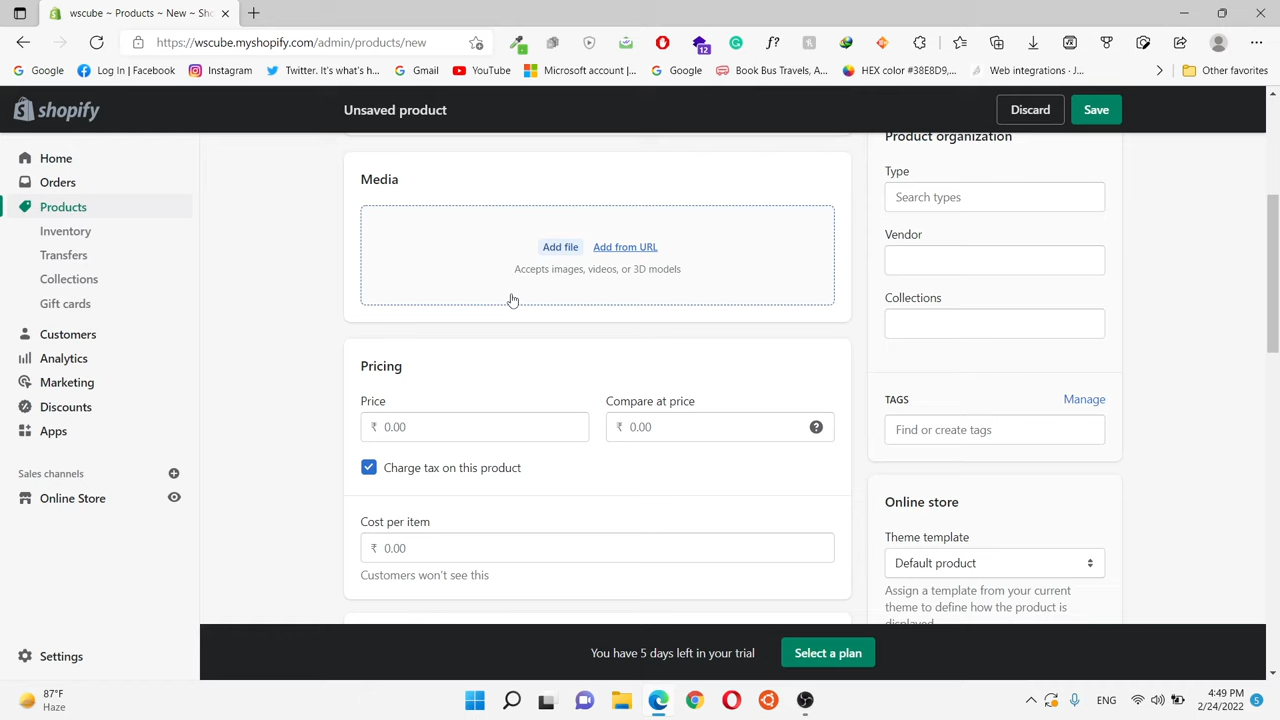 wscube ~ Products ~ New ~ Sh
https://wscube.myshopify.com/admin/products/new
12
f?
Google
Log In | Facebook
Instagram
Twitter. It's what's h...
Gmail
YouTube
Microsoft account |...
Google
Book Bus Travels, A...
HEX color #38E8D9,...
Web integrations · J...
Other favorites
shopify
Unsaved product
Discard
Save
Home
Orders
Products
Inventory
Transfers
Collections
Gift cards
Customers
Analytics
Marketing
Discounts
Apps
Sales channels
Online Store
Settings
Media
Add file
Add from URL
Accepts images, videos, or 3D models
Pricing
Price
Compare at price
₹ 0.00
₹ 0.00
Charge tax on this product
Cost per item
₹ 0.00
Customers won't see this
Product organization
Type
Search types
Vendor
Collections
TAGS
Manage
Find or create tags
Online store
Theme template
Default product
Assign a template from your current
theme to define how the product is
displayed.
You have 5 days left in your trial
Select a plan
87°F
Haze
ENG
4:49 PM
2/24/2022
5